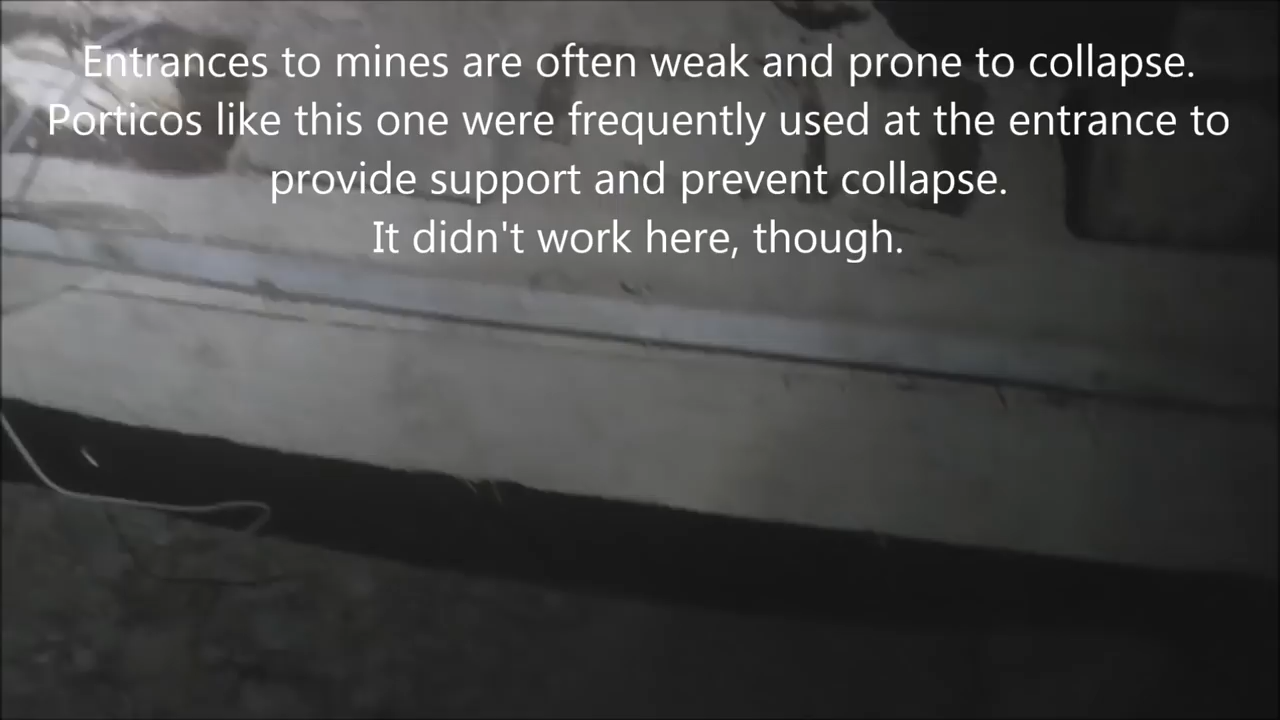 Entrances to mines are often weak and prone to collapse.
Porticos like this one were frequently used at the entrance to
provide support and prevent collapse.
It didn't work here, though.